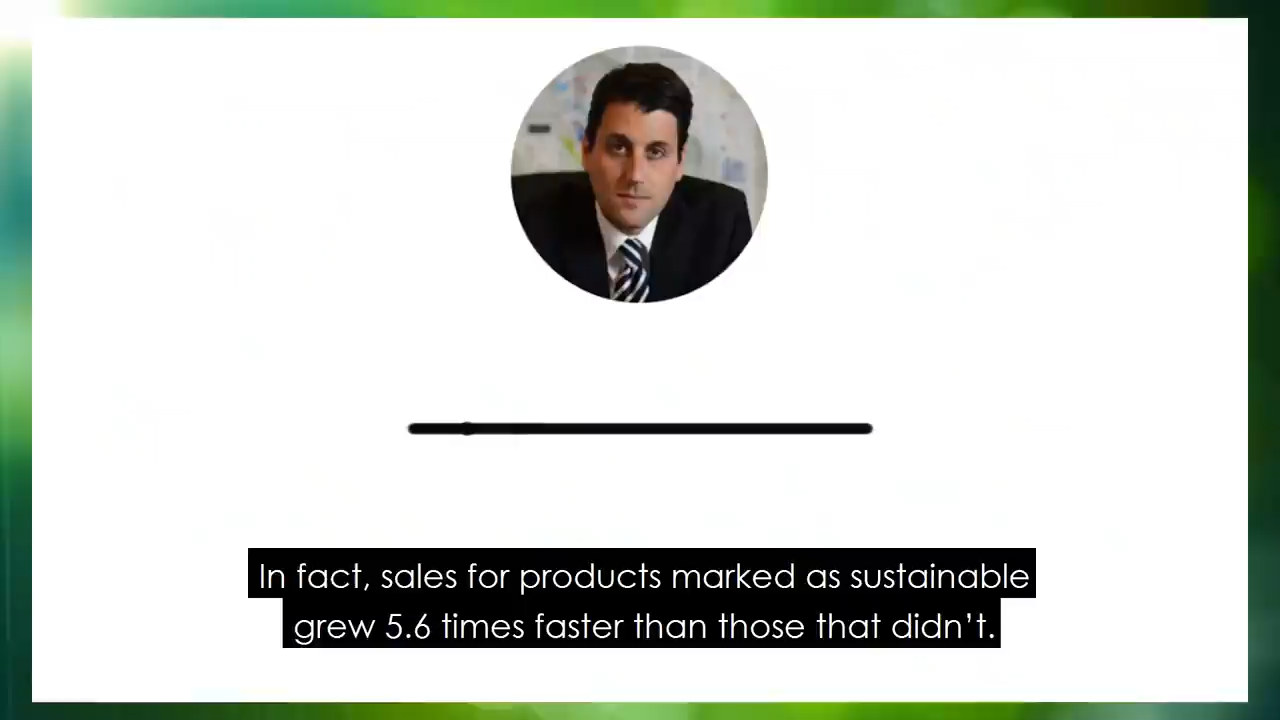 In fact, sales for products marked as sustainable
grew 5.6 times faster than those that didn't.